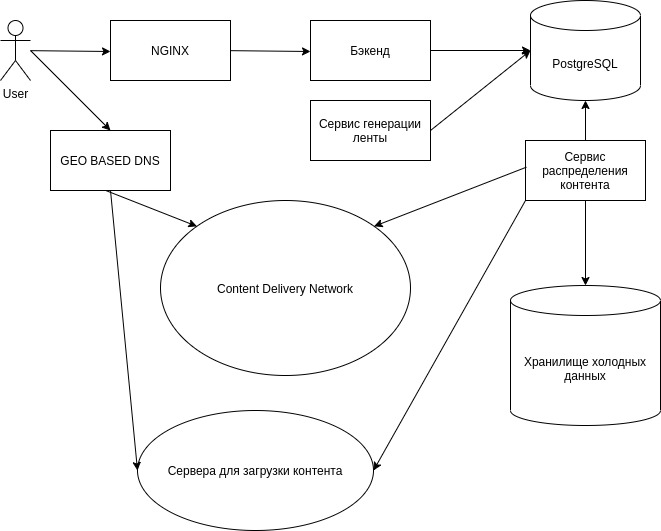 NGINX
Бэкенд
PostgreSQL
User
Сервис генерации
ленты
GEO BASED DNS
Сервис
распределения
контента
Content Delivery Network
Хранилище холодных
данных
Сервера для загрузки контента